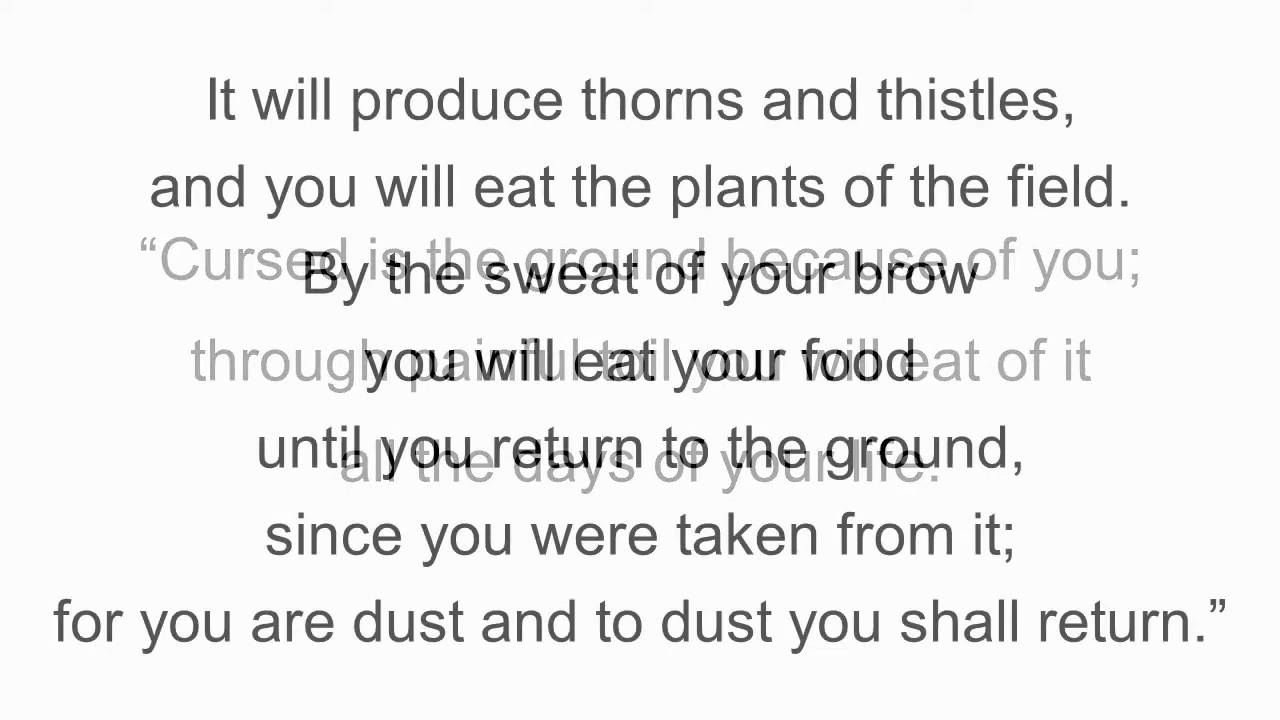 It will produce thorns and thistles,
and you will eat the plants of the field.
“Cursed is the ground because of you;
By the sweat of your brow
through painful toil you will eat of it
you will eat your food
until you return to the ground,
all the days of your life.
since you were taken from it;
for you are dust and to dust you shall return.”